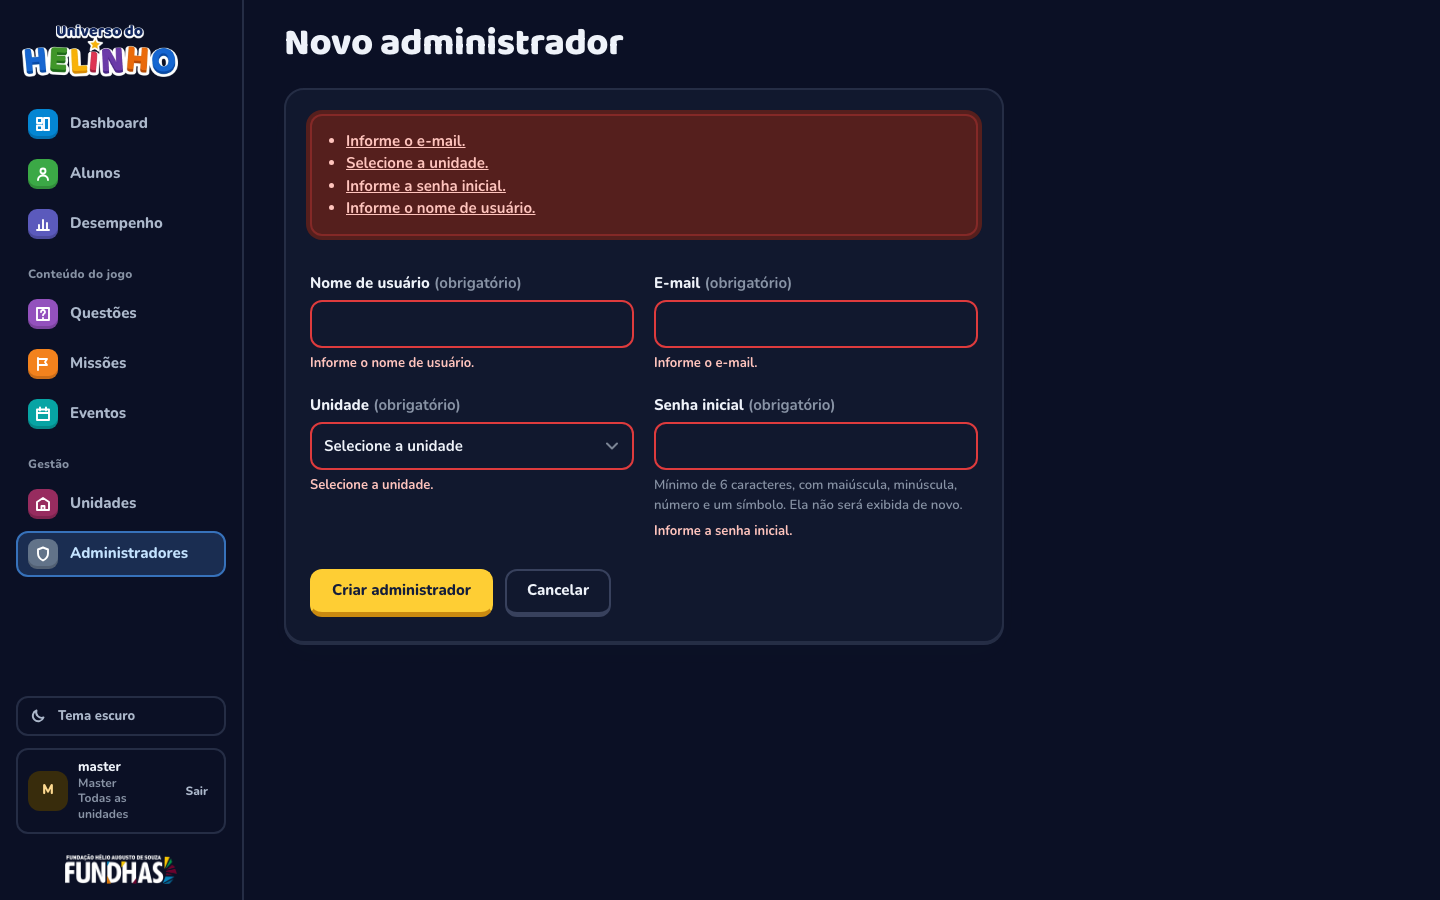 Universo do
HELINHO
Dashboard
Alunos
Desempenho
Conteúdo do jogo
Questões
Missões
Eventos
Gestão
Unidades
Administradores
Tema escuro
M
master
Master
Todas as
unidades
Sair
FUNDAÇÃO HÉLIO AUGUSTO DE SOUZA
FUNDHAS
Novo administrador
Informe o e-mail.
Selecione a unidade.
Informe a senha inicial.
Informe o nome de usuário.
Nome de usuário (obrigatório)
Informe o nome de usuário.
E-mail (obrigatório)
Informe o e-mail.
Unidade (obrigatório)
Selecione a unidade
Selecione a unidade.
Senha inicial (obrigatório)
Mínimo de 6 caracteres, com maiúscula, minúscula,
número e um símbolo. Ela não será exibida de novo.
Informe a senha inicial.
Criar administrador
Cancelar